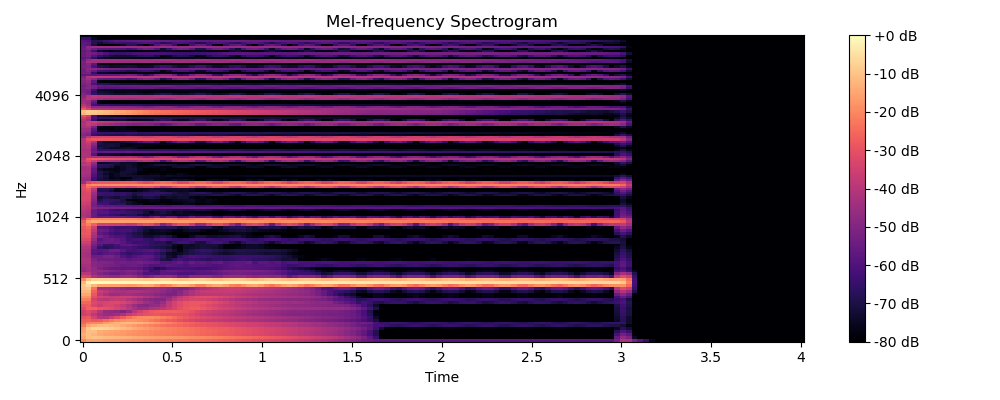 Mel-frequency Spectrogram
Hz
4096
2048
1024
512
0
0
0.5
1
1.5
2
2.5
3
3.5
4
Time
+0 dB
-10 dB
-20 dB
-30 dB
-40 dB
-50 dB
-60 dB
-70 dB
-80 dB